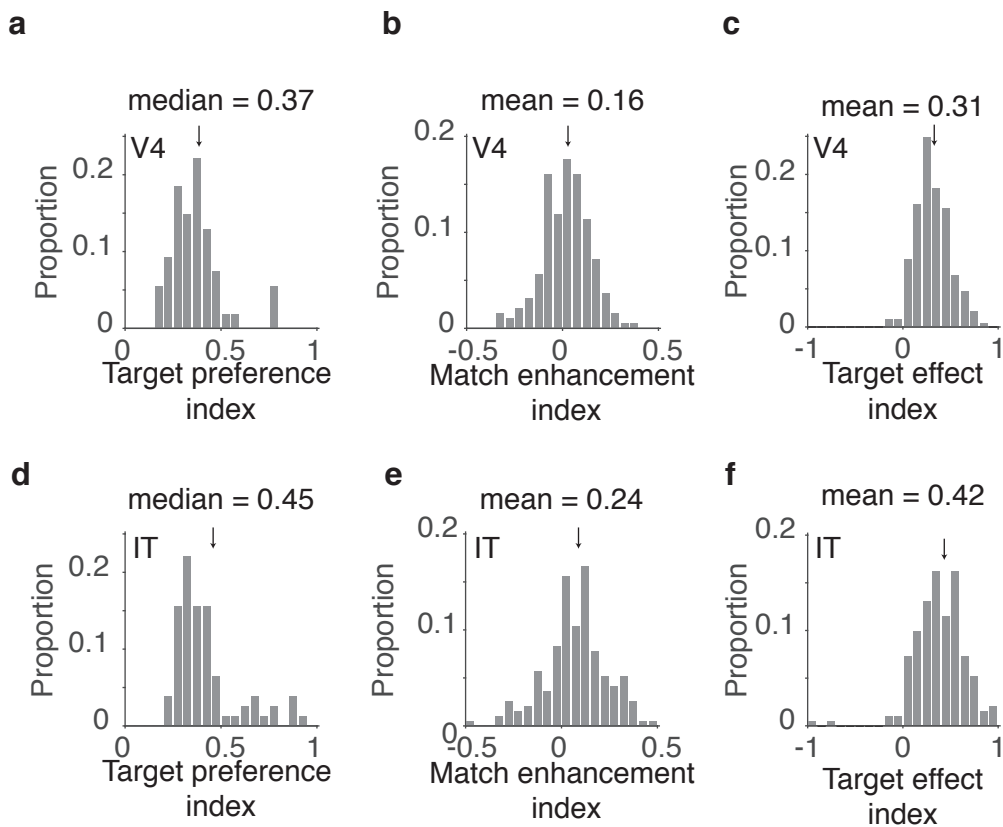 a
median = 0.37
V4
Proportion
0.2
0.1
0
0 0.5 1
Target preference
index
b
mean = 0.16
V4
Proportion
0.2
0.1
0
-0.5 0 0.5
Match enhancement
index
c
mean = 0.31
V4
Proportion
0.2
0.1
0
-1 0 1
Target effect
index
d
median = 0.45
IT
Proportion
0.2
0.1
0
0 0.5 1
Target preference
index
e
mean = 0.24
IT
Proportion
0.2
0.1
0
-0.5 0 0.5
Match enhancement
index
f
mean = 0.42
IT
Proportion
0.2
0.1
0
-1 0 1
Target effect
index